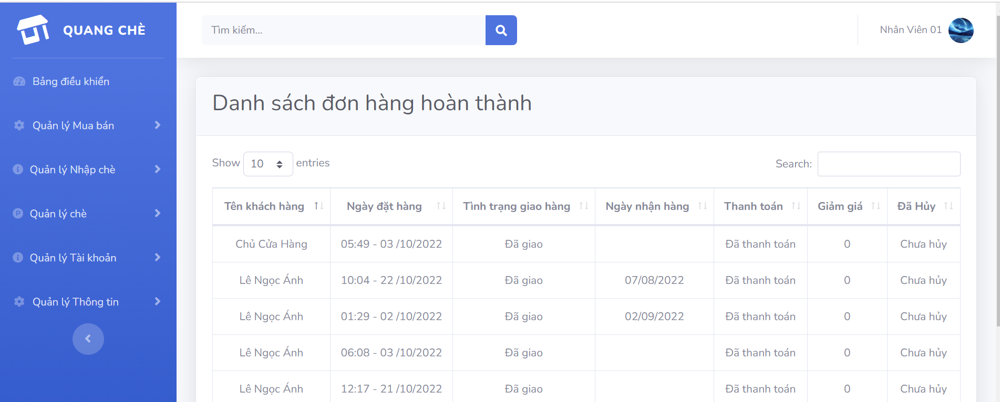 QUANG CHÈ
Tìm kiếm...
Nhân Viên 01
Bảng điều khiển
Quản lý Mua bán
Quản lý Nhập chè
Quản lý chè
Quản lý Tài khoản
Quản lý Thông tin
Danh sách đơn hàng hoàn thành
Show 10 entries
Search:
Tên khách hàng Ngày đặt hàng Tình trạng giao hàng Ngày nhận hàng Thanh toán Giảm giá Đã Hủy
Chủ Cửa Hàng 05:49 - 03 /10/2022 Đã giao Đã thanh toán 0 Chưa hủy
Lê Ngọc Ánh 10:04 - 22 /10/2022 Đã giao 07/08/2022 Đã thanh toán 0 Chưa hủy
Lê Ngọc Ánh 01:29 - 02 /10/2022 Đã giao 02/09/2022 Đã thanh toán 0 Chưa hủy
Lê Ngọc Ánh 06:08 - 03 /10/2022 Đã giao Đã thanh toán 0 Chưa hủy
Lê Ngọc Ánh 12:17 - 21 /10/2022 Đã giao Đã thanh toán 0 Chưa hủy